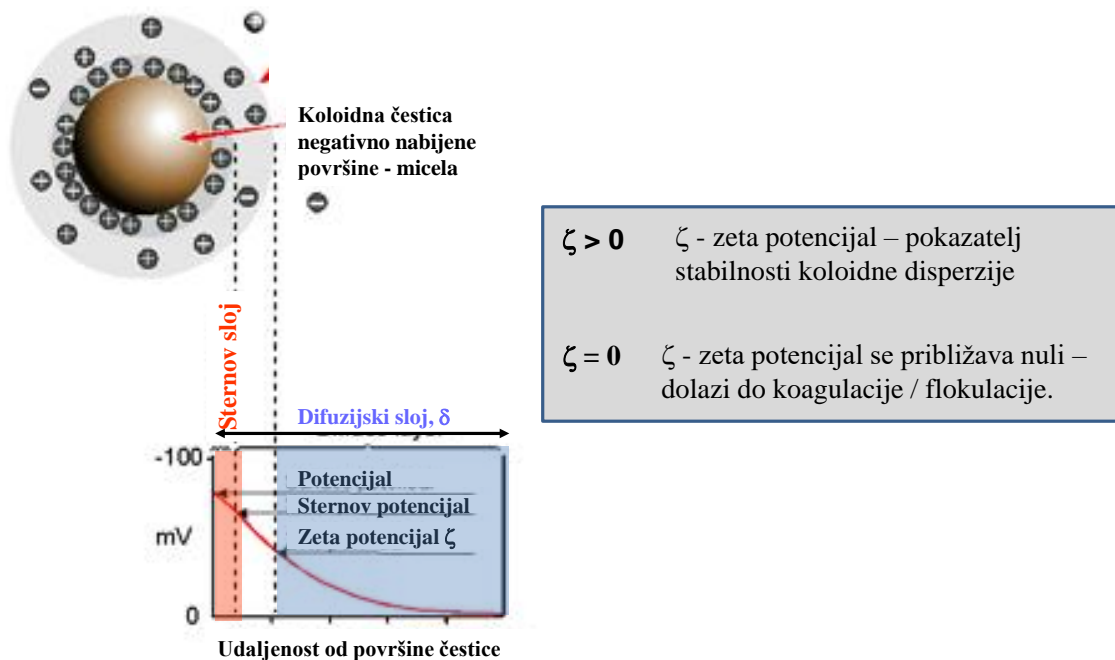 Koloidna čestica
negativno nabijene
površine - micela
ζ > 0 ζ - zeta potencijal – pokazatelj
stabilnosti koloidne disperzije
ζ = 0 ζ - zeta potencijal se približava nuli –
dolazi do koagulacije / flokulacije.
Sternov sloj
Difuzijski sloj, δ
-100
mV
0
Potencijal
Sternov potencijal
Zeta potencijal ζ
Udaljenost od površine čestice